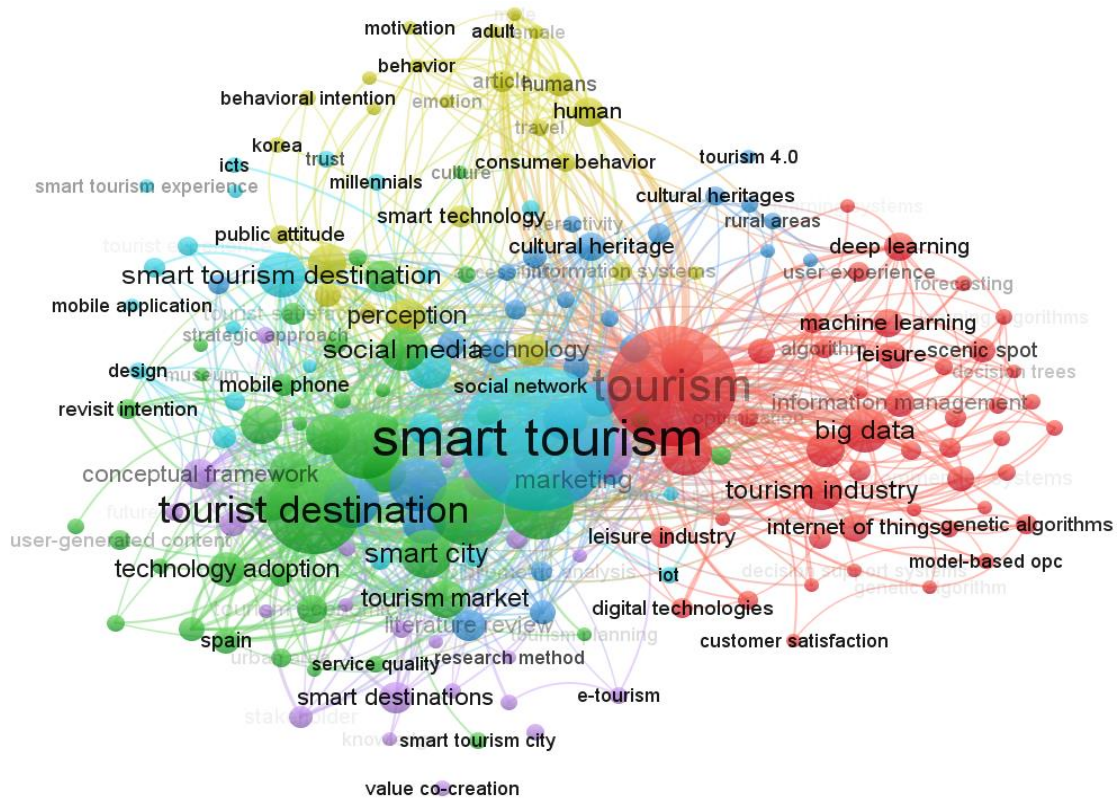 male
motivation
adult
female
behavior
article
humans
behavioral intention
emotion
human
travel
korea
icts
trust
consumer behavior
tourism 4.0
culture
smart tourism experience
millennials
cultural heritages
smart technology
interactivity
rural areas
public attitude
cultural heritage
deep learning
smart tourism destination
information systems
user experience
forecasting
mobile application
perception
machine learning
strategic approach
social media
technology
algorithm
leisure
scenic spot
design
museum
mobile phone
social network
tourism
decision trees
revisit intention
information management
optimization
smart tourism
big data
conceptual framework
marketing
tourism industry
tourist destination
user-generated content
smart city
leisure industry
internet of things
genetic algorithms
technology adoption
iot
decision support systems
model-based opc
genetic algorithm
tourism market
digital technologies
literature review
tourism planning
spain
customer satisfaction
service quality
research method
smart destinations
e-tourism
stakeholder
smart tourism city
value co-creation